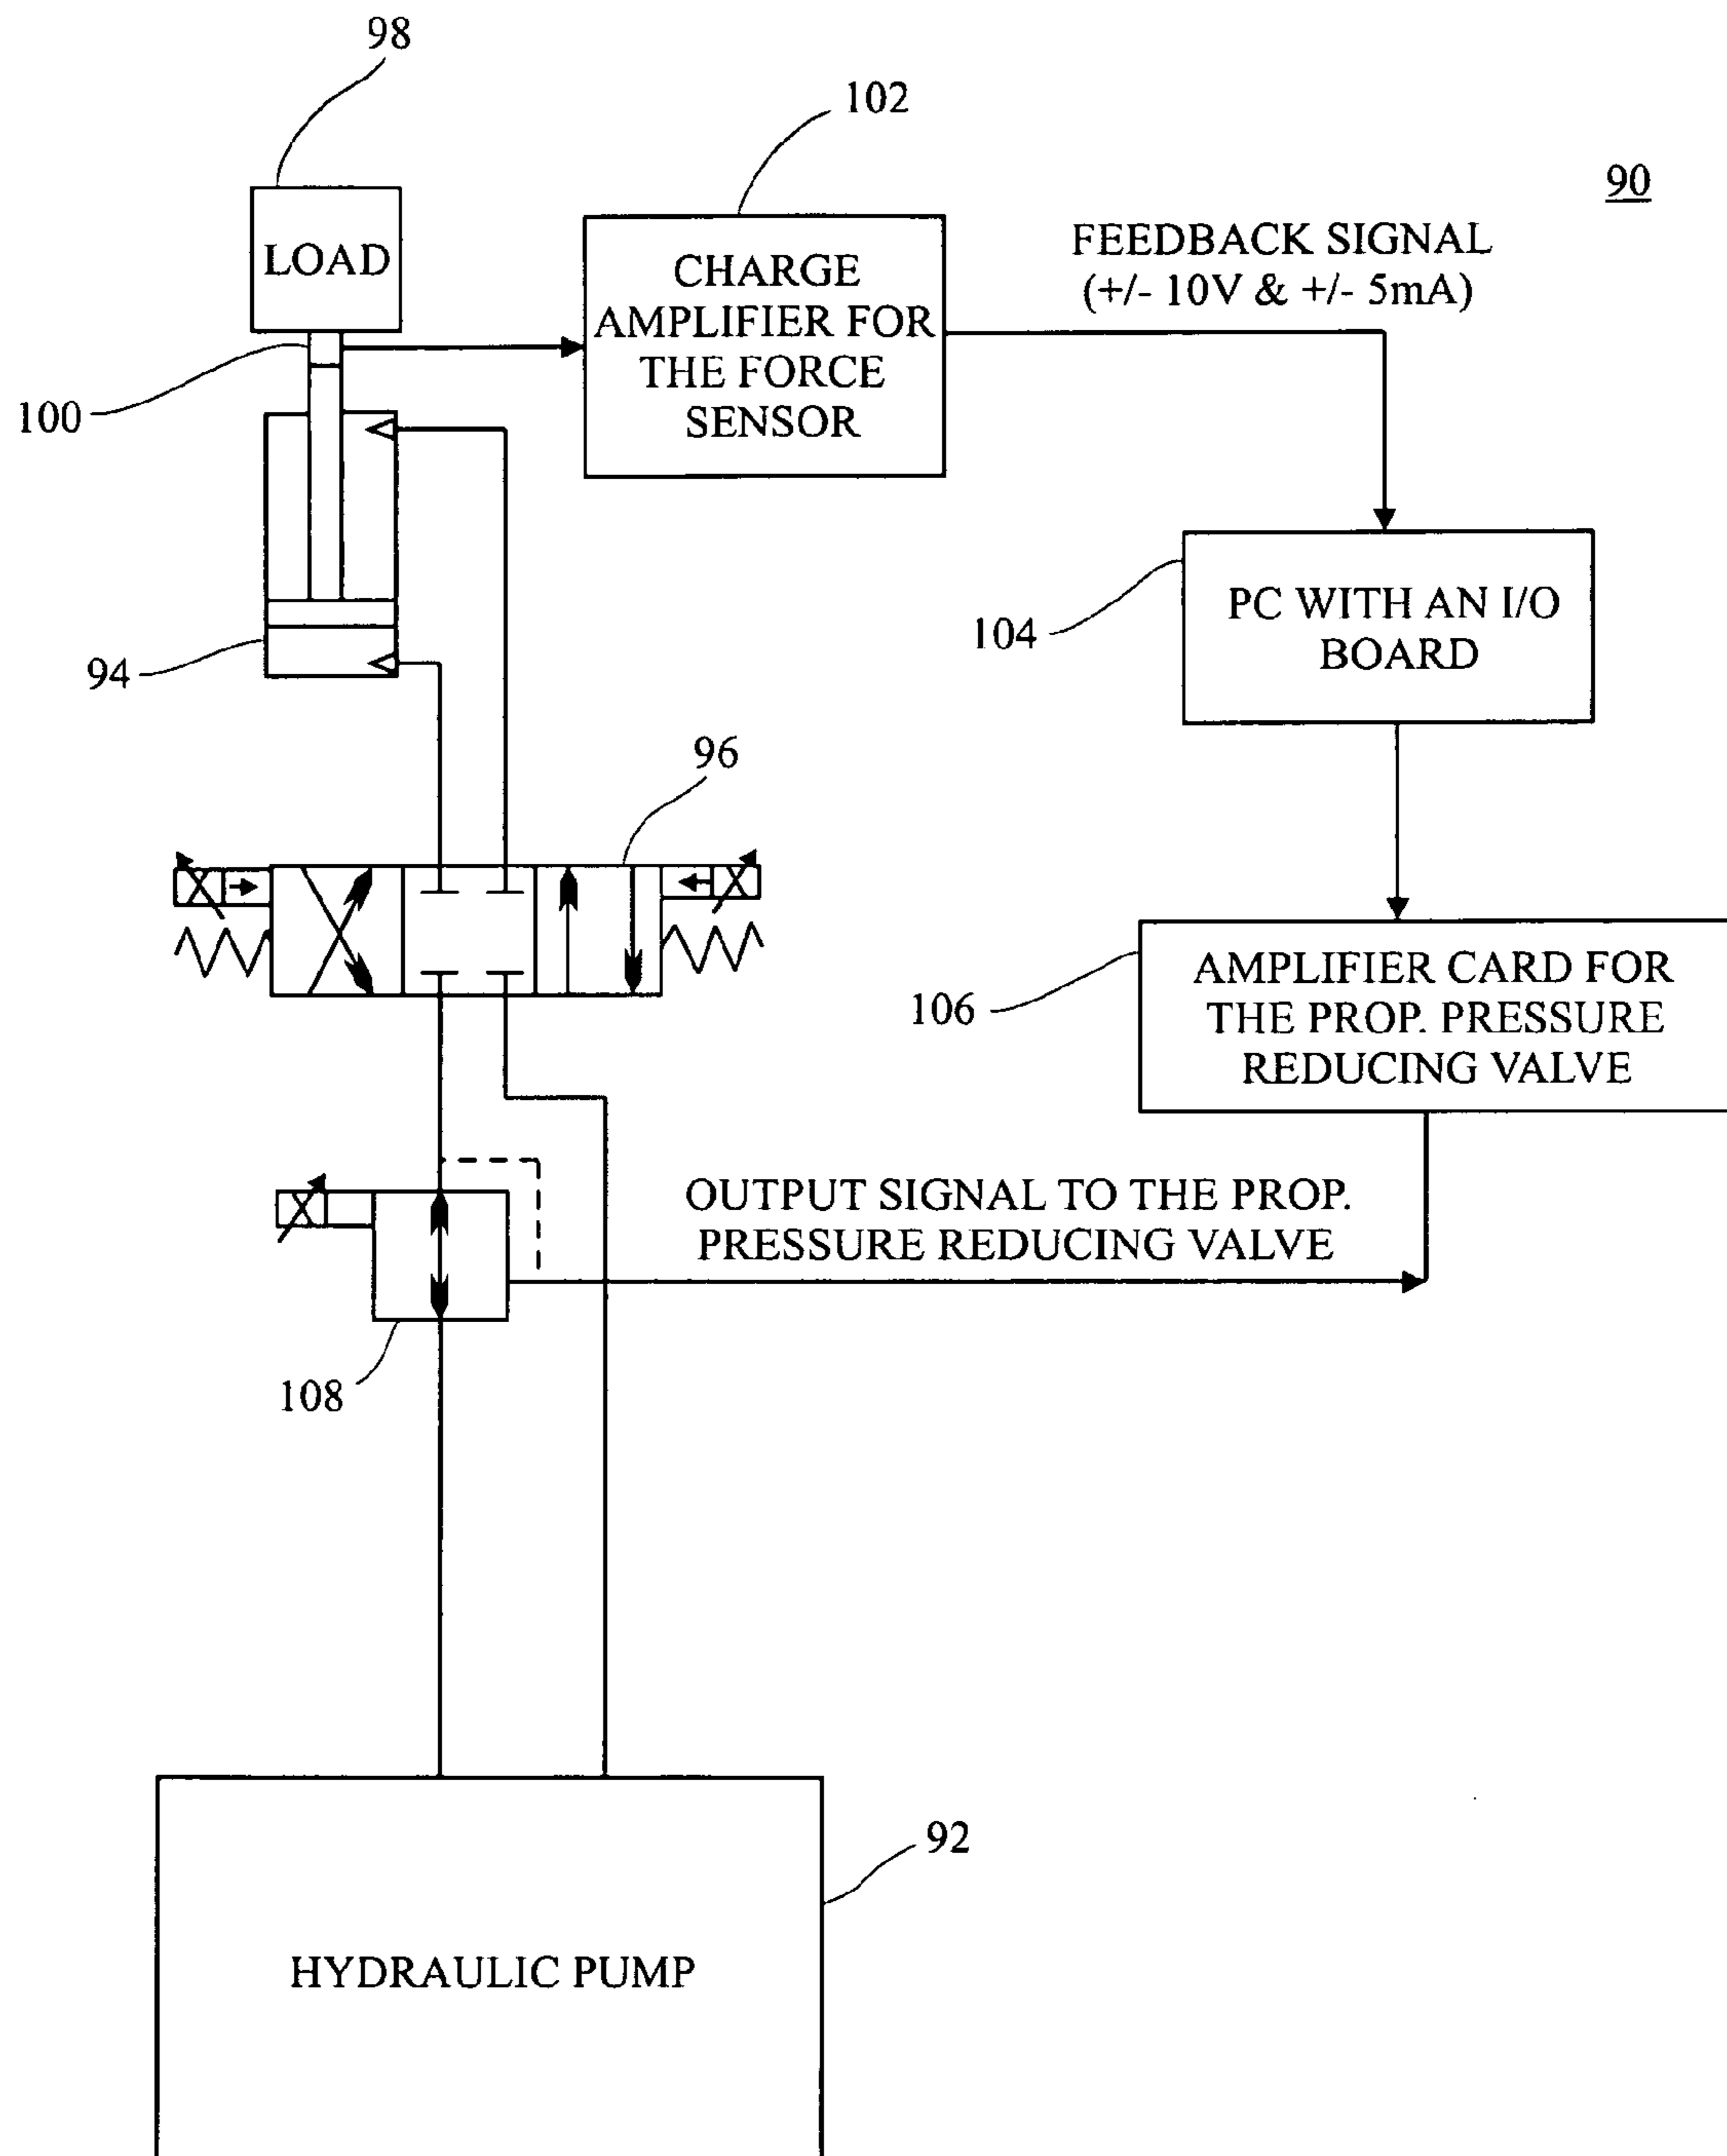 98
102
90
LOAD
CHARGE
AMPLIFIER FOR
THE FORCE
SENSOR
FEEDBACK SIGNAL
(+/- 10V & +/- 5mA)
100
94
104
PC WITH AN I/O
BOARD
96
106
AMPLIFIER CARD FOR
THE PROP. PRESSURE
REDUCING VALVE
OUTPUT SIGNAL TO THE PROP.
PRESSURE REDUCING VALVE
108
92
HYDRAULIC PUMP